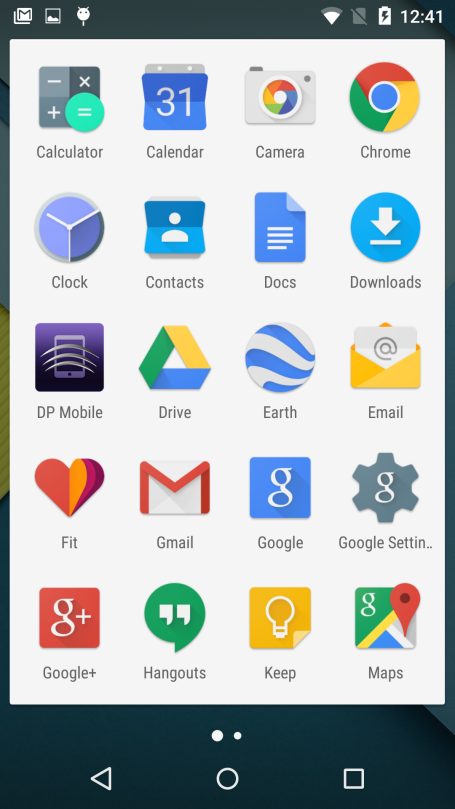 12:41
31
Calculator Calendar Camera Chrome
Clock Contacts Docs Downloads
@
DP Mobile Drive Earth Email
g g
Fit Gmail Google Google Settin..
g+ g
Google+ Hangouts Keep Maps